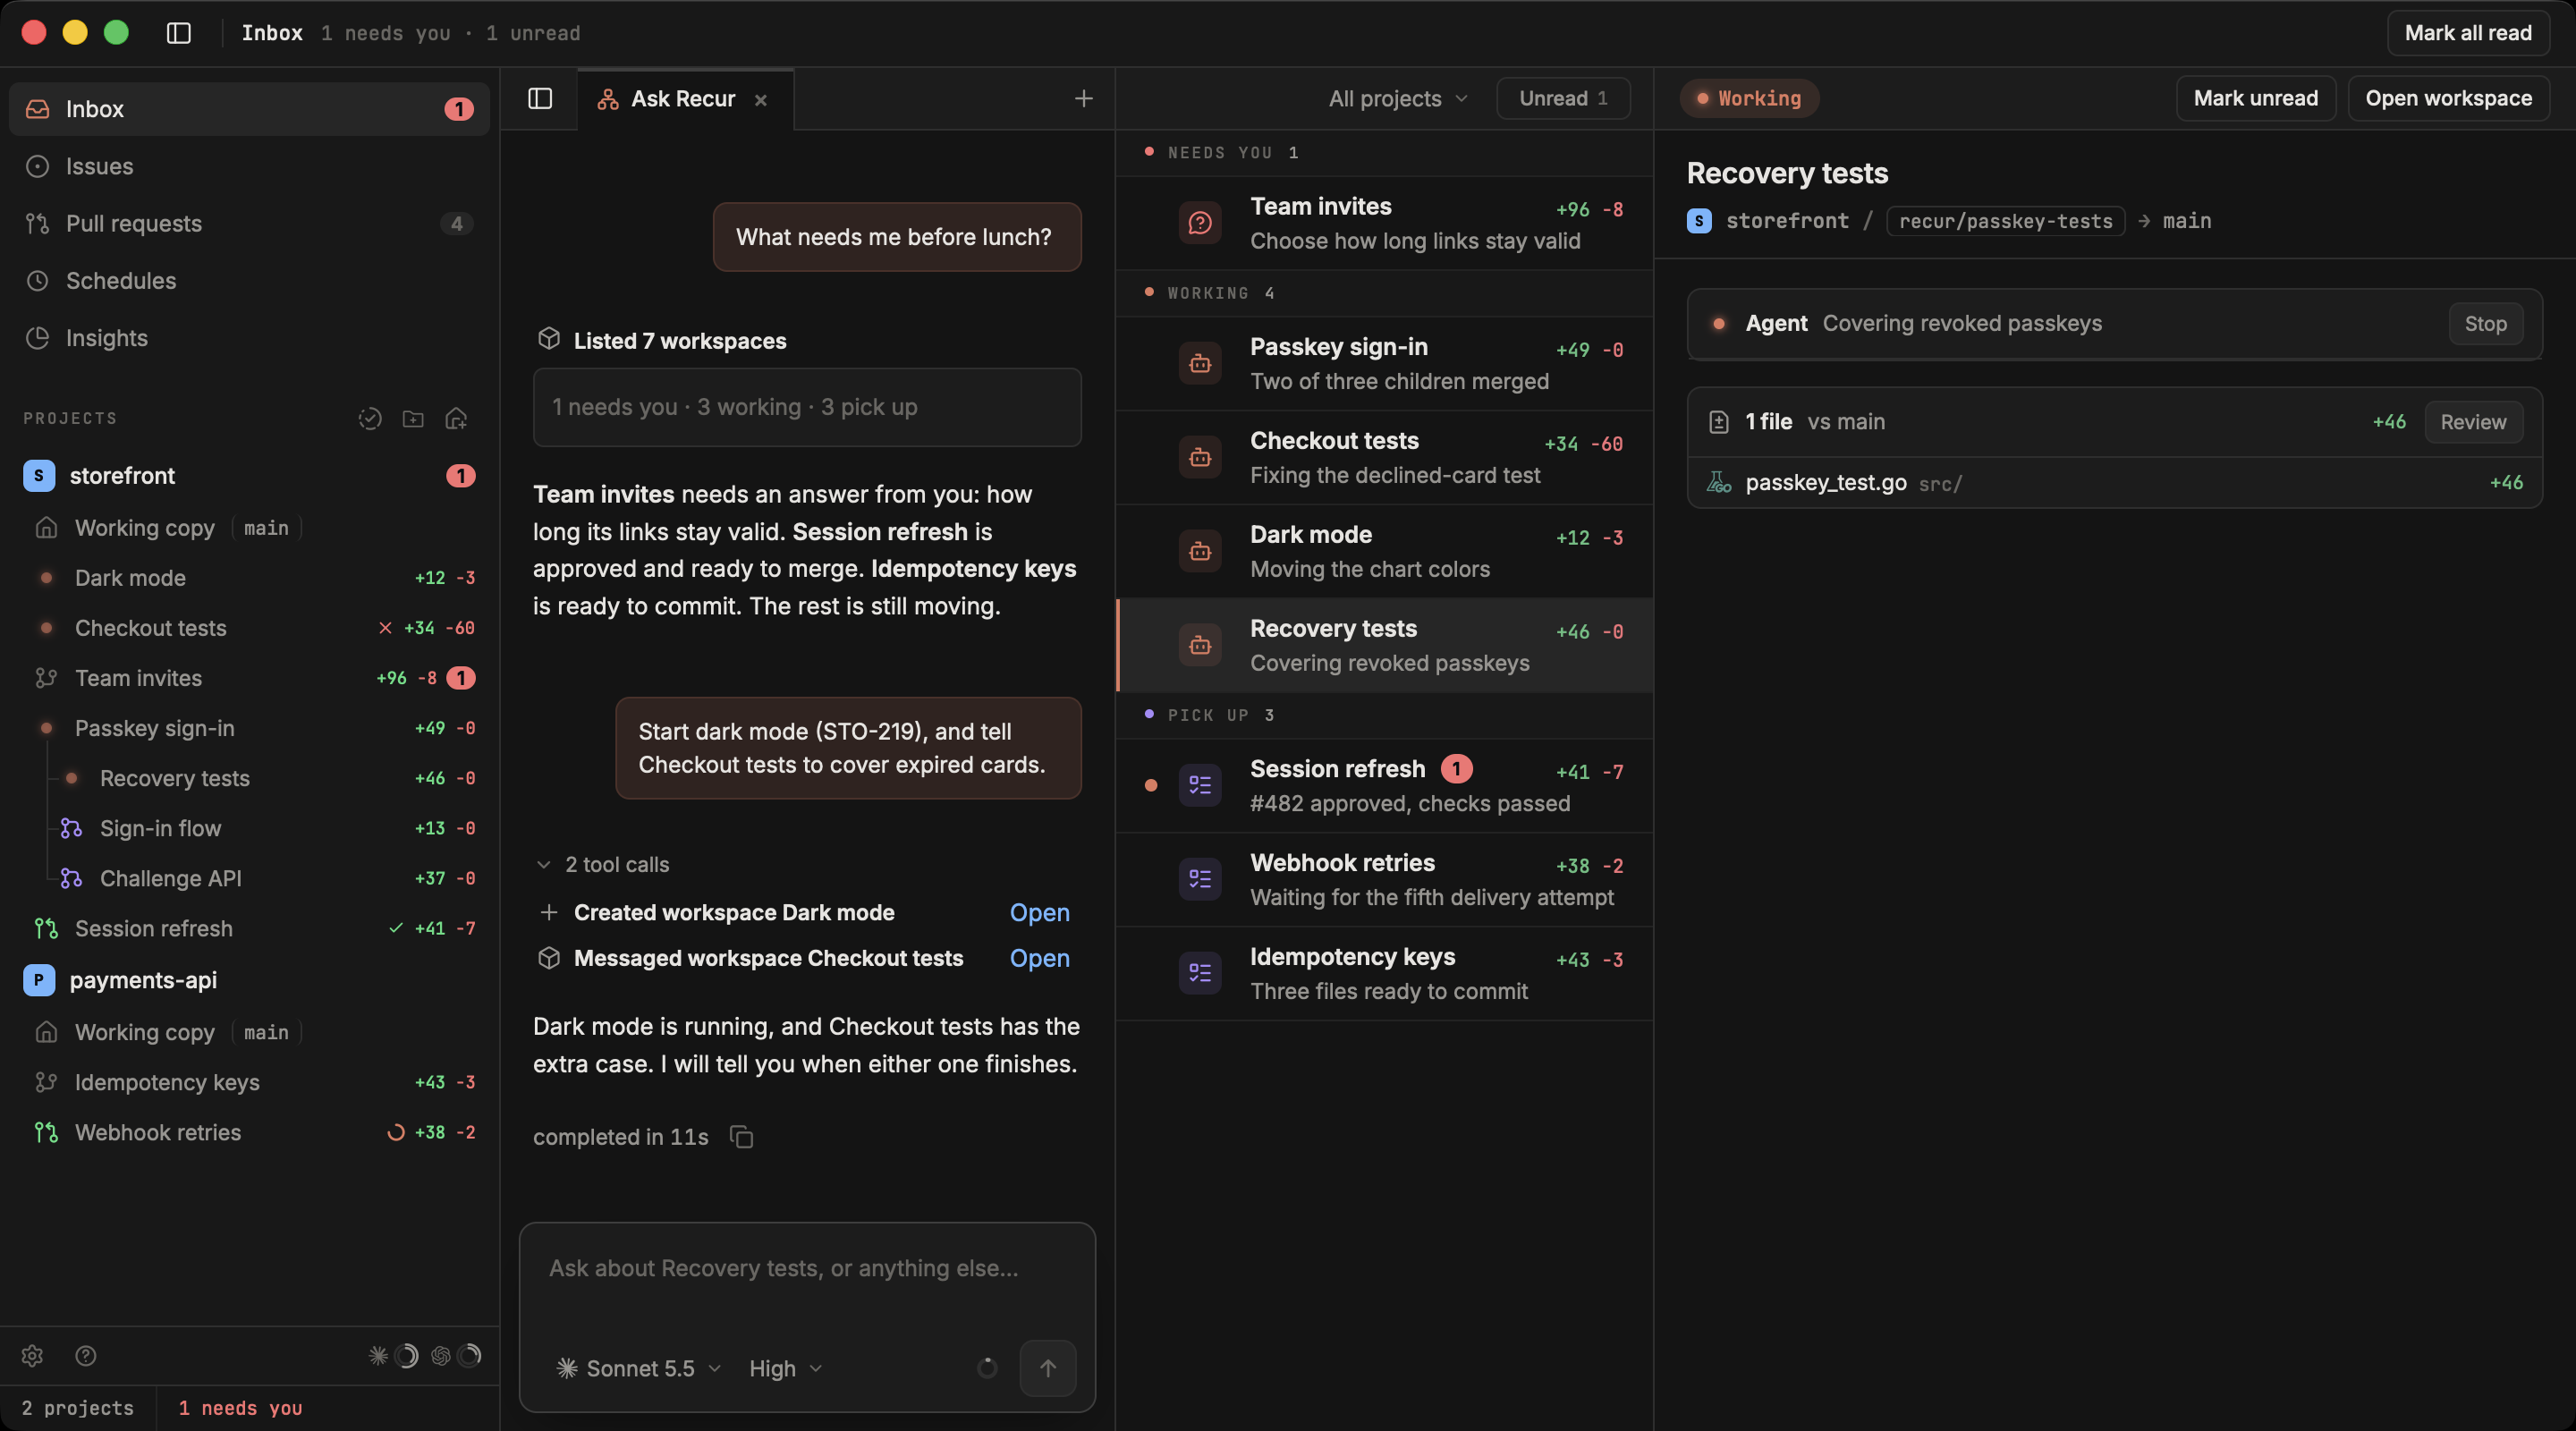 Inbox 1 needs you · 1 unread
Mark all read
Inbox 1
Issues
Pull requests 4
Schedules
Insights
PROJECTS
S storefront 1
Working copy main
Dark mode +12 -3
Checkout tests +34 -60
Team invites +96 -8 1
Passkey sign-in +49 -0
Recovery tests +46 -0
Sign-in flow +13 -0
Challenge API +37 -0
Session refresh +41 -7
P payments-api
Working copy main
Idempotency keys +43 -3
Webhook retries +38 -2
2 projects
1 needs you
Ask Recur
What needs me before lunch?
Listed 7 workspaces
1 needs you · 3 working · 3 pick up
Team invites needs an answer from you: how
long its links stay valid. Session refresh is
approved and ready to merge. Idempotency keys
is ready to commit. The rest is still moving.
Start dark mode (STO-219), and tell
Checkout tests to cover expired cards.
2 tool calls
Created workspace Dark mode Open
Messaged workspace Checkout tests Open
Dark mode is running, and Checkout tests has the
extra case. I will tell you when either one finishes.
completed in 11s
Ask about Recovery tests, or anything else...
Sonnet 5.5 High
All projects Unread 1
NEEDS YOU 1
Team invites +96 -8
Choose how long links stay valid
WORKING 4
Passkey sign-in +49 -0
Two of three children merged
Checkout tests +34 -60
Fixing the declined-card test
Dark mode +12 -3
Moving the chart colors
Recovery tests +46 -0
Covering revoked passkeys
PICK UP 3
Session refresh 1 +41 -7
#482 approved, checks passed
Webhook retries +38 -2
Waiting for the fifth delivery attempt
Idempotency keys +43 -3
Three files ready to commit
Working Mark unread Open workspace
Recovery tests
S storefront / recur/passkey-tests → main
Agent Covering revoked passkeys Stop
1 file vs main +46 Review
GO passkey_test.go src/ +46